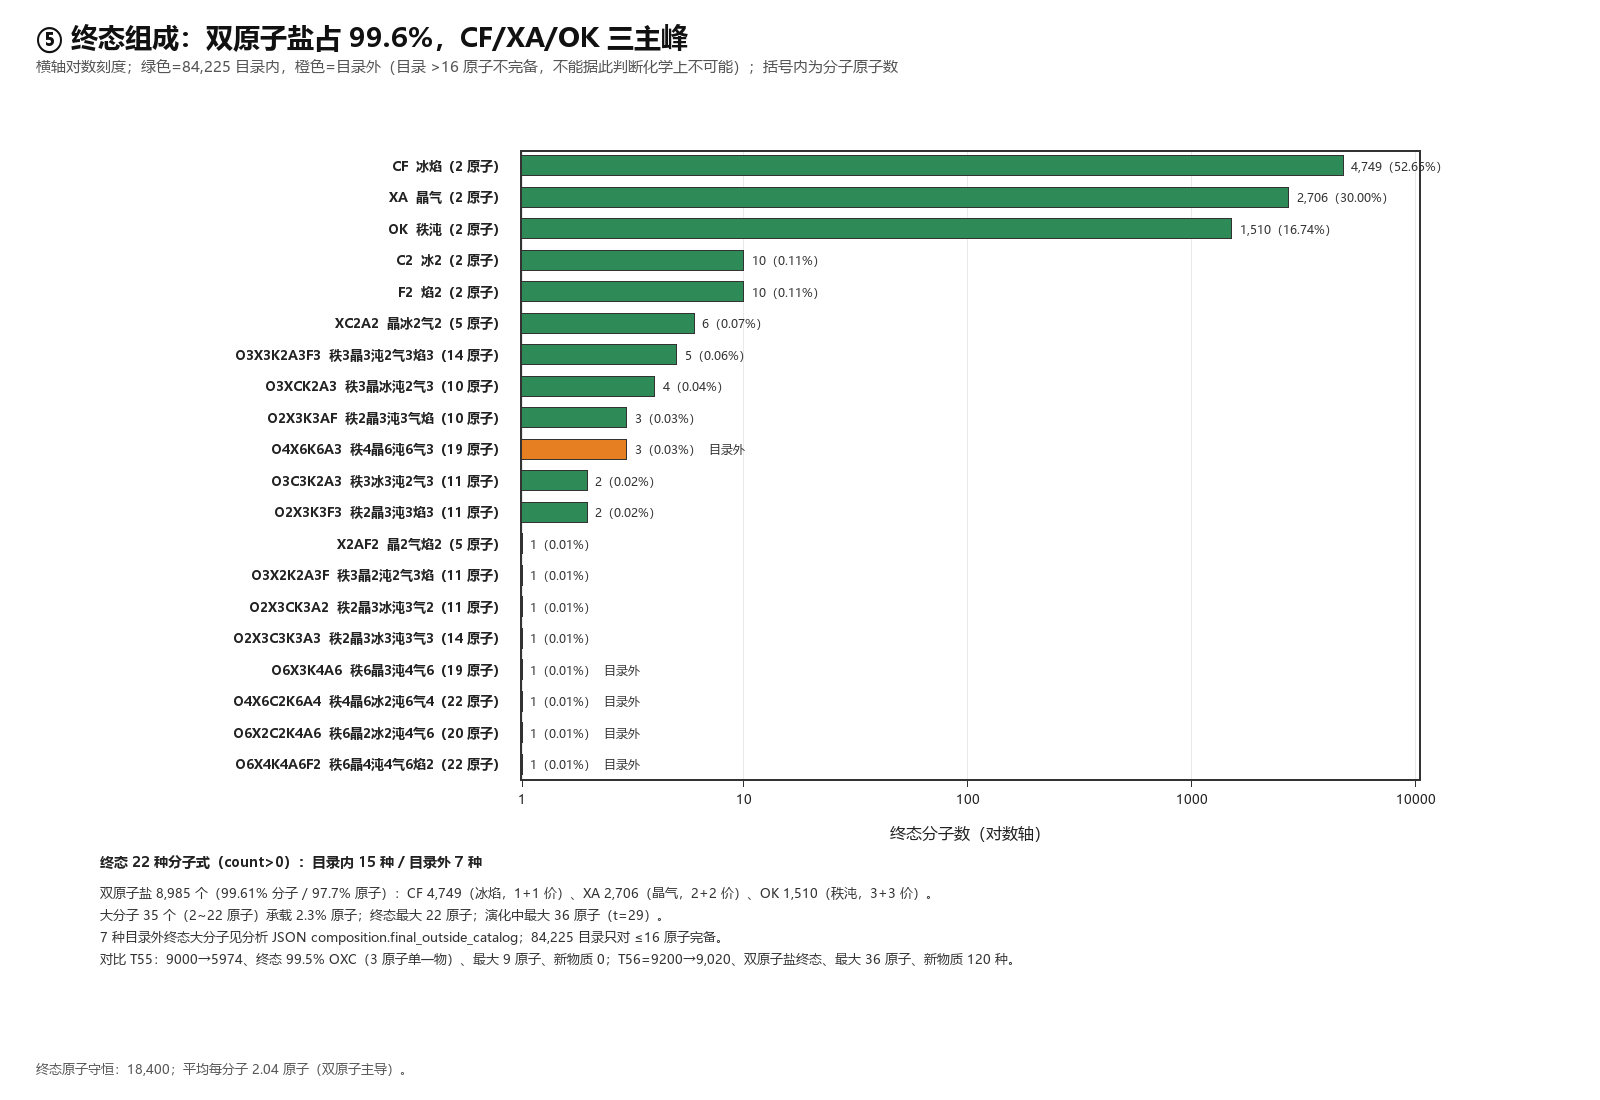 ⑤ 终态组成：双原子盐占 99.6%，CF/XA/OK 三主峰
横轴对数刻度；绿色=84,225 目录内，橙色=目录外（目录 >16 原子不完备，不能据此判断化学上不可能）；括号内为分子原子数
CF 冰焰（2 原子） 4,749（52.65%）
XA 晶气（2 原子） 2,706（30.00%）
OK 秩沌（2 原子） 1,510（16.74%）
C2 冰2（2 原子） 10（0.11%）
F2 焰2（2 原子） 10（0.11%）
XC2A2 晶冰2气2（5 原子） 6（0.07%）
O3X3K2A3F3 秩3晶3沌2气3焰3（14 原子） 5（0.06%）
O3XCK2A3 秩3晶冰沌2气3（10 原子） 4（0.04%）
O2X3K3AF 秩2晶3沌3气焰（10 原子） 3（0.03%）
O4X6K6A3 秩4晶6沌6气3（19 原子） 3（0.03%） 目录外
O3C3K2A3 秩3冰3沌2气3（11 原子） 2（0.02%）
O2X3K3F3 秩2晶3沌3焰3（11 原子） 2（0.02%）
X2AF2 晶2气焰2（5 原子） 1（0.01%）
O3X2K2A3F 秩3晶2沌2气3焰（11 原子） 1（0.01%）
O2X3CK3A2 秩2晶3冰沌3气2（11 原子） 1（0.01%）
O2X3C3K3A3 秩2晶3冰3沌3气3（14 原子） 1（0.01%）
O6X3K4A6 秩6晶3沌4气6（19 原子） 1（0.01%） 目录外
O4X6C2K6A4 秩4晶6冰2沌6气4（22 原子） 1（0.01%） 目录外
O6X2C2K4A6 秩6晶2冰2沌4气6（20 原子） 1（0.01%） 目录外
O6X4K4A6F2 秩6晶4沌4气6焰2（22 原子） 1（0.01%） 目录外
1 10 100 1000 10000
终态分子数（对数轴）
终态 22 种分子式（count>0）：目录内 15 种 / 目录外 7 种
双原子盐 8,985 个（99.61% 分子 / 97.7% 原子）：CF 4,749（冰焰，1+1 价）、XA 2,706（晶气，2+2 价）、OK 1,510（秩沌，3+3 价）。
大分子 35 个（2~22 原子）承载 2.3% 原子；终态最大 22 原子；演化中最大 36 原子（t=29）。
7 种目录外终态大分子见分析 JSON composition.final_outside_catalog；84,225 目录只对 ≤16 原子完备。
对比 T55：9000→5974、终态 99.5% OXC（3 原子单一物）、最大 9 原子、新物质 0；T56=9200→9,020、双原子盐终态、最大 36 原子、新物质 120 种。
终态原子守恒：18,400；平均每分子 2.04 原子（双原子主导）。